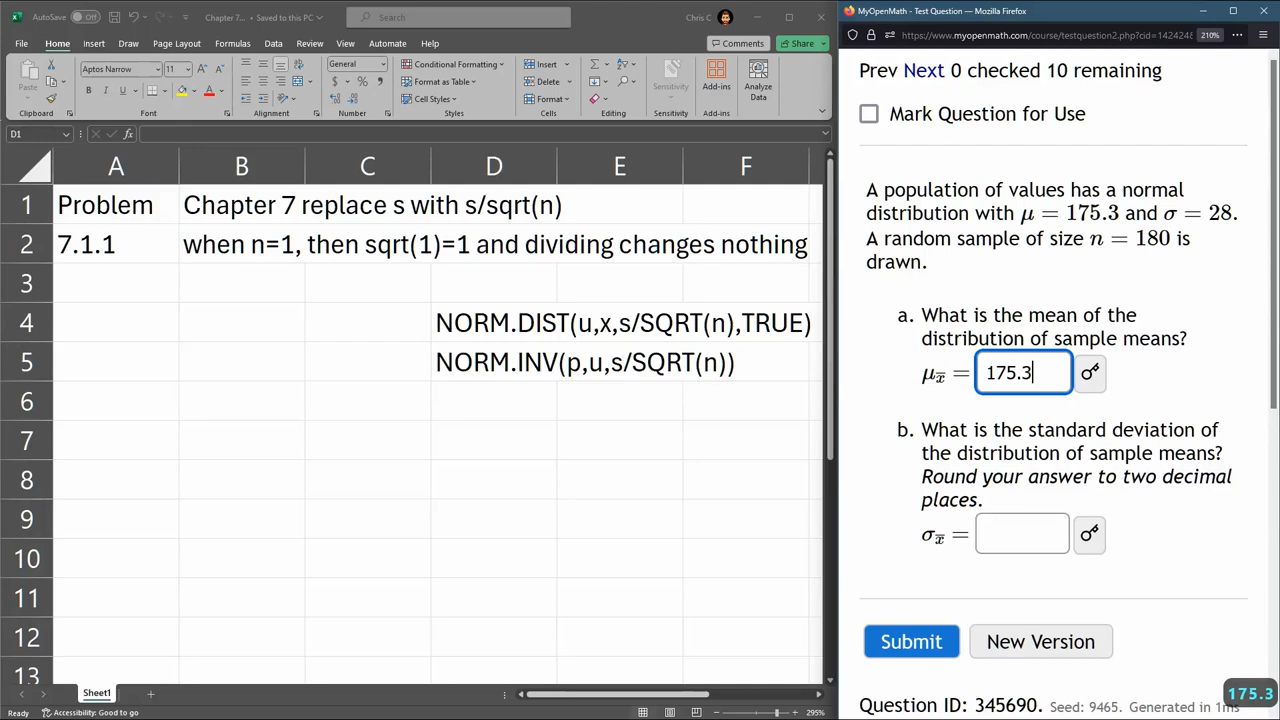 AutoSave Off Chapter 7... • Saved to this PC Search Chris C
File Home Insert Draw Page Layout Formulas Data Review View Automate Help Comments Share
Paste Aptos Narrow 11 General Conditional Formatting Insert Sensitivity Add-ins Analyze Data
Format as Table Delete
B I U Cell Styles Format
Clipboard Font Alignment Number Styles Cells Editing Sensitivity Add-ins
D1 fx
A B C D E F
1 Problem Chapter 7 replace s with s/sqrt(n)
2 7.1.1 when n=1, then sqrt(1)=1 and dividing changes nothing
3
4 NORM.DIST(u,x,s/SQRT(n),TRUE)
5 NORM.INV(p,u,s/SQRT(n))
6
7
8
9
10
11
12
13
Sheet1
Ready Accessibility: Good to go 295%
MyOpenMath - Test Question — Mozilla Firefox
https://www.myopenmath.com/course/testquestion2.php?cid=142424 210%
Prev Next 0 checked 10 remaining
Mark Question for Use
A population of values has a normal
distribution with μ = 175.3 and σ = 28.
A random sample of size n = 180 is
drawn.
a. What is the mean of the
distribution of sample means?
μx̅ = 175.3
b. What is the standard deviation of
the distribution of sample means?
Round your answer to two decimal
places.
σx̅ =
Submit New Version
175.3
Question ID: 345690. Seed: 9465. Generated in 1ms